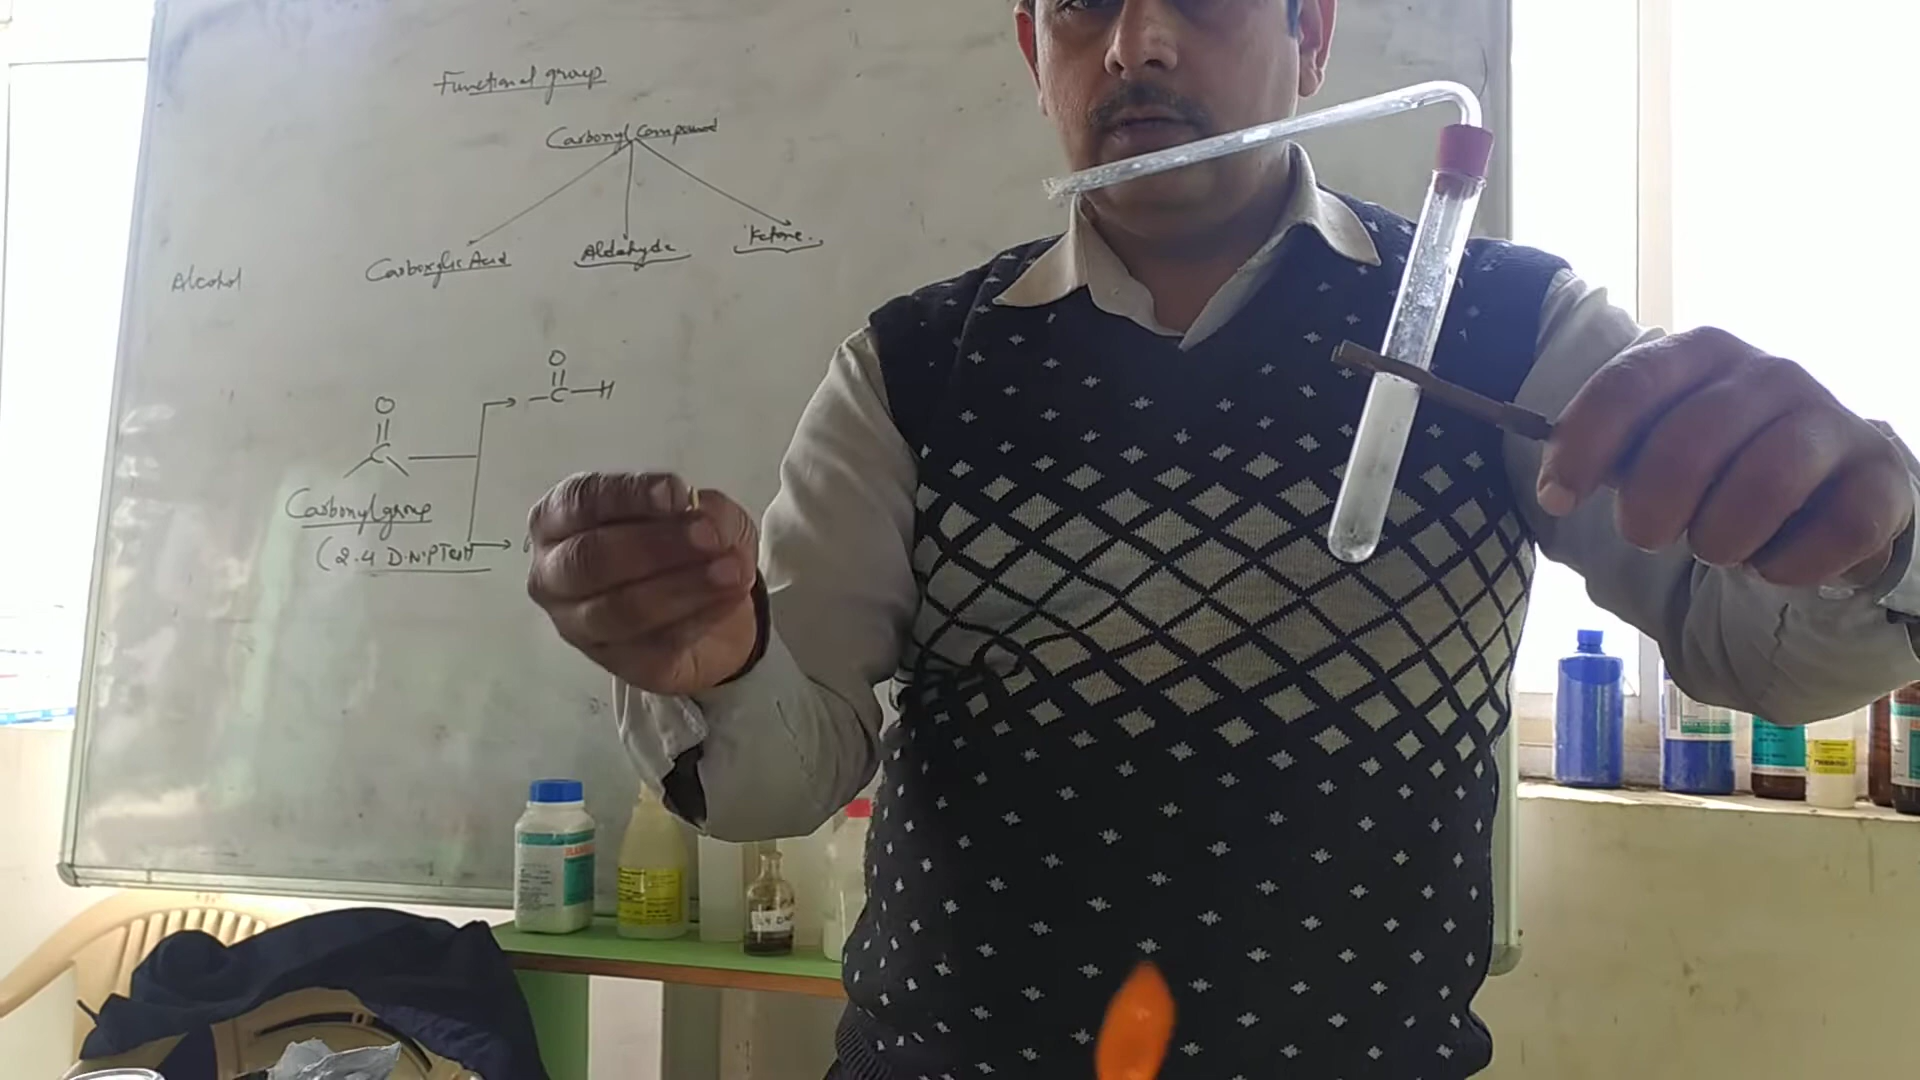 Functional group
Carbonyl Compound
Carboxylic Acid
Aldehyde
Ketone.
Alcohol
O
C
O
C H
Carbonyl group
(2.4 D.N.P Test